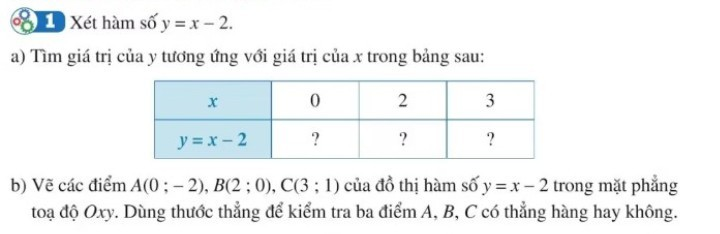 1 Xét hàm số y = x – 2.
a) Tìm giá trị của y tương ứng với giá trị của x trong bảng sau:
x 0 2 3
y = x – 2 ? ? ?
b) Vẽ các điểm A(0 ; – 2), B(2 ; 0), C(3 ; 1) của đồ thị hàm số y = x – 2 trong mặt phẳng
toạ độ Oxy. Dùng thước thẳng để kiểm tra ba điểm A, B, C có thẳng hàng hay không.